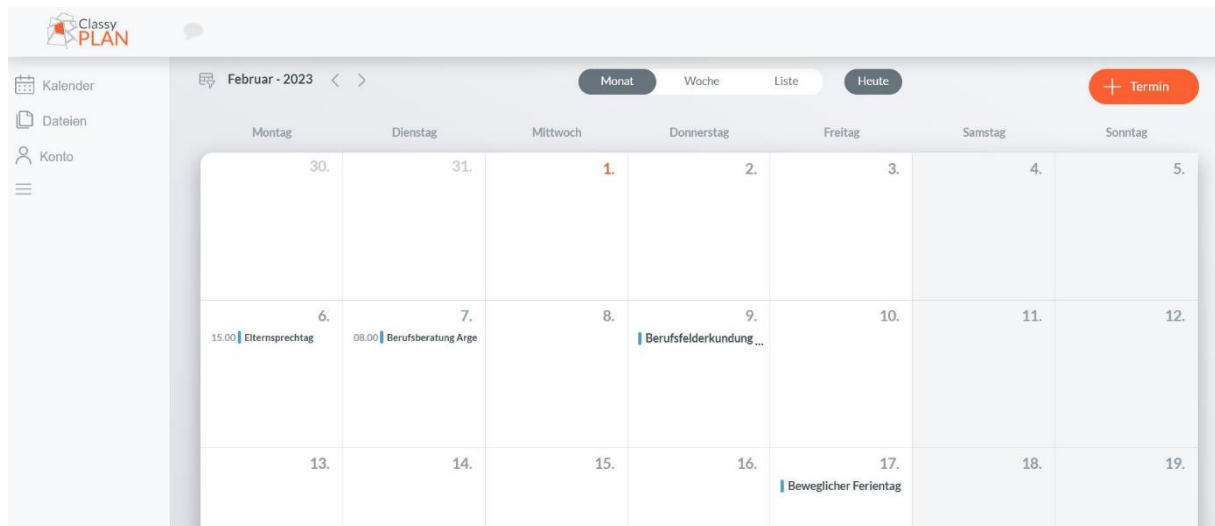 Classy
PLAN
Kalender
Dateien
Konto
Februar - 2023 < >
Monat Woche Liste Heute
+ Termin
Montag Dienstag Mittwoch Donnerstag Freitag Samstag Sonntag
30. 31. 1. 2. 3. 4. 5.
6. 7. 8. 9. 10. 11. 12.
15.00 Elternsprechtag 08.00 Berufsberatung Arge Berufsfelderkundung ...
13. 14. 15. 16. 17. 18. 19.
Beweglicher Ferientag